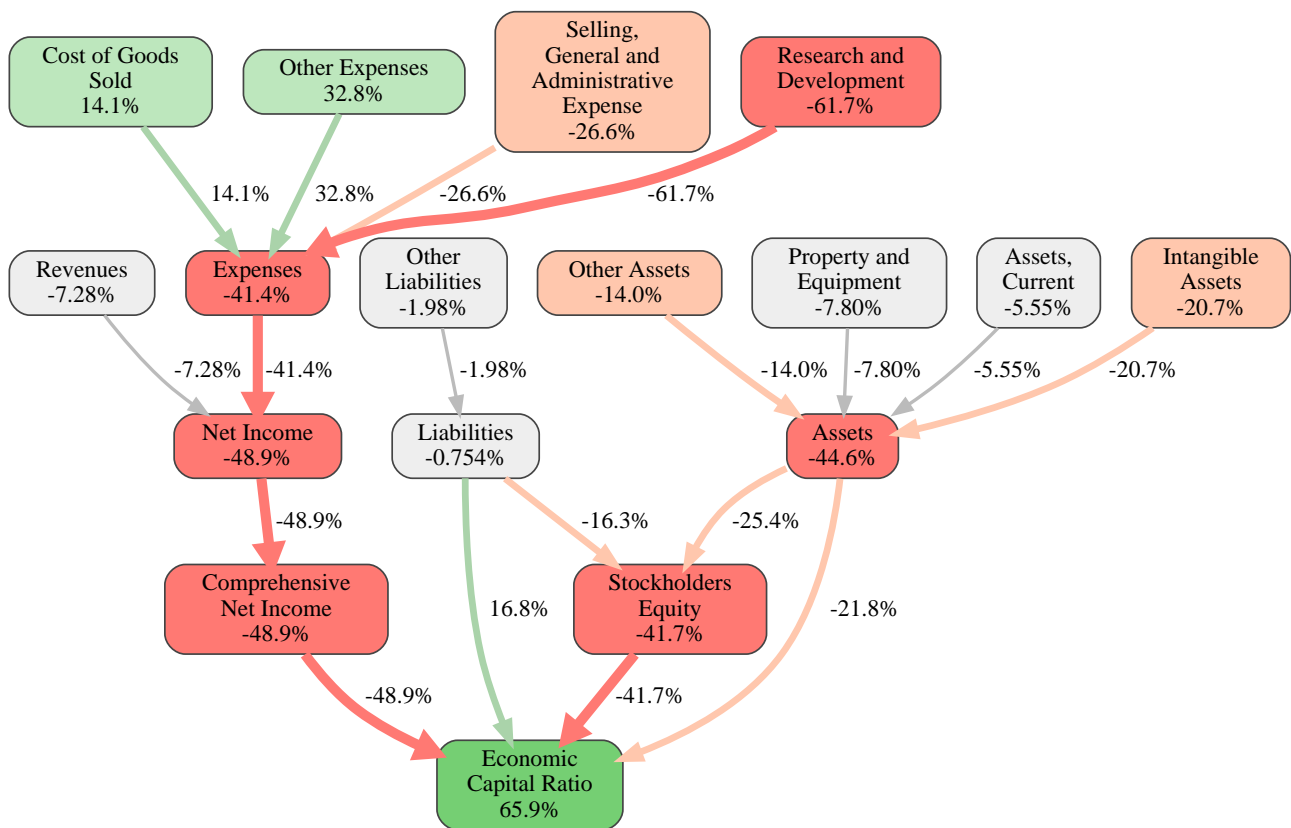 Cost of Goods
Sold
14.1%
Other Expenses
32.8%
Selling,
General and
Administrative
Expense
-26.6%
Research and
Development
-61.7%
14.1%
32.8%
-26.6%
-61.7%
Revenues
-7.28%
Expenses
-41.4%
Other
Liabilities
-1.98%
Other Assets
-14.0%
Property and
Equipment
-7.80%
Assets,
Current
-5.55%
Intangible
Assets
-20.7%
-7.28%
-41.4%
-1.98%
-14.0%
-7.80%
-5.55%
-20.7%
Net Income
-48.9%
Liabilities
-0.754%
Assets
-44.6%
-48.9%
-16.3%
-25.4%
Comprehensive
Net Income
-48.9%
16.8%
Stockholders
Equity
-41.7%
-21.8%
-48.9%
-41.7%
Economic
Capital Ratio
65.9%